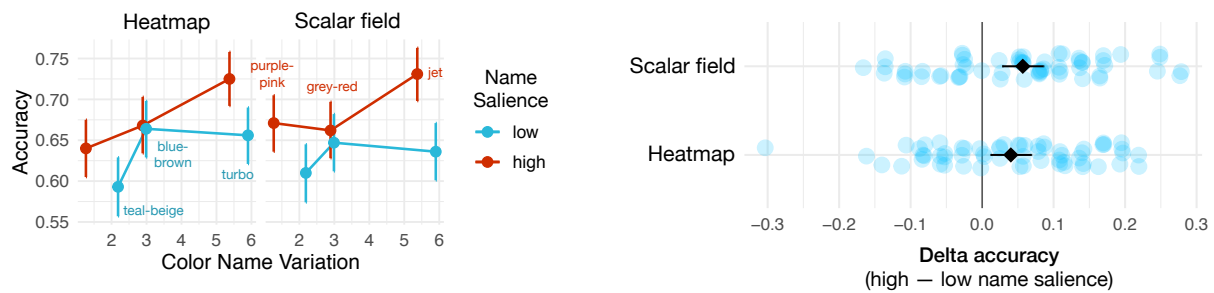 Heatmap
Scalar field
Accuracy
0.75
0.70
0.65
0.60
0.55
purple-
pink
grey-red
jet
blue-
brown
turbo
teal-beige
2 3 4 5 6
2 3 4 5 6
Color Name Variation
Name
Salience
low
high
Scalar field
Heatmap
−0.3 −0.2 −0.1 0.0 0.1 0.2 0.3
Delta accuracy
(high — low name salience)